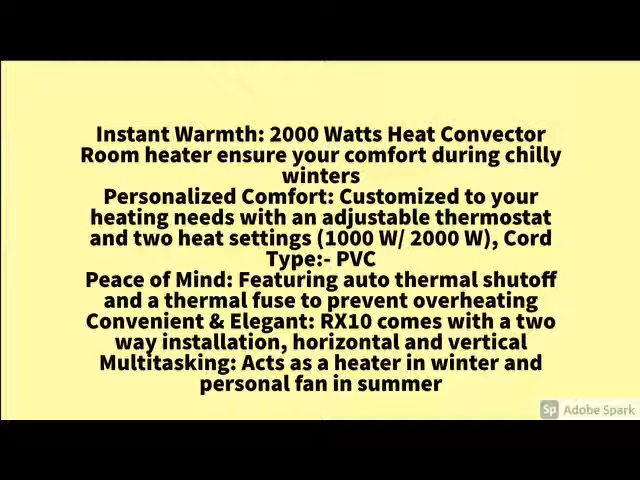 Instant Warmth: 2000 Watts Heat Convector
Room heater ensure your comfort during chilly
winters
Personalized Comfort: Customized to your
heating needs with an adjustable thermostat
and two heat settings (1000 W/ 2000 W), Cord
Type:- PVC
Peace of Mind: Featuring auto thermal shutoff
and a thermal fuse to prevent overheating
Convenient & Elegant: RX10 comes with a two
way installation, horizontal and vertical
Multitasking: Acts as a heater in winter and
personal fan in summer
Sp Adobe Spark